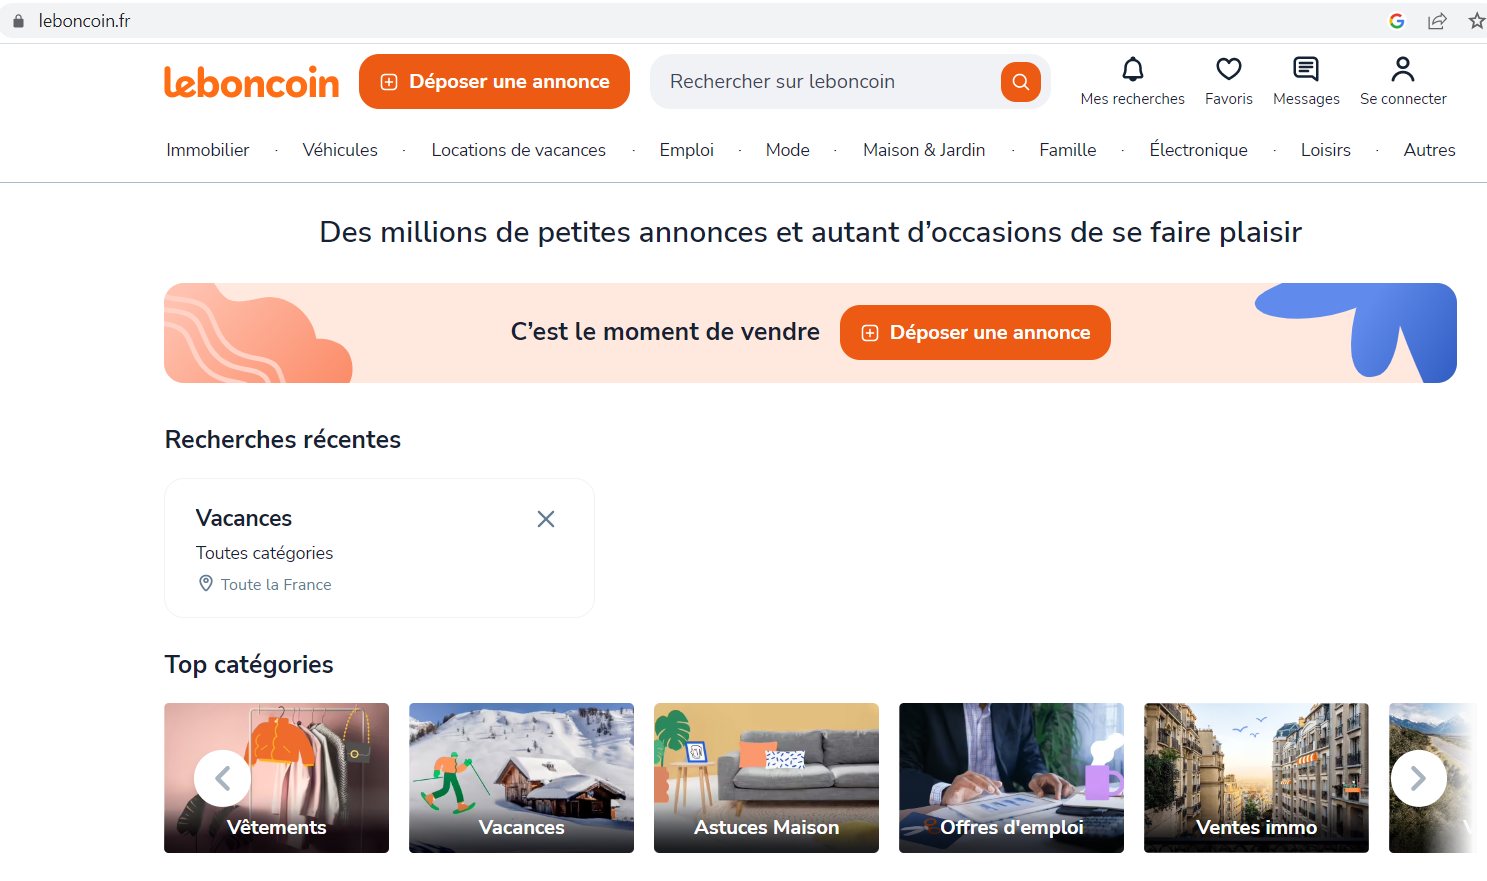 leboncoin.fr
leboncoin
Déposer une annonce
Rechercher sur leboncoin
Mes recherches
Favoris
Messages
Se connecter
Immobilier · Véhicules · Locations de vacances · Emploi · Mode · Maison & Jardin · Famille · Électronique · Loisirs · Autres
Des millions de petites annonces et autant d’occasions de se faire plaisir
C’est le moment de vendre
Déposer une annonce
Recherches récentes
Vacances
Toutes catégories
Toute la France
Top catégories
Vêtements
Vacances
Astuces Maison
Offres d'emploi
Ventes immo